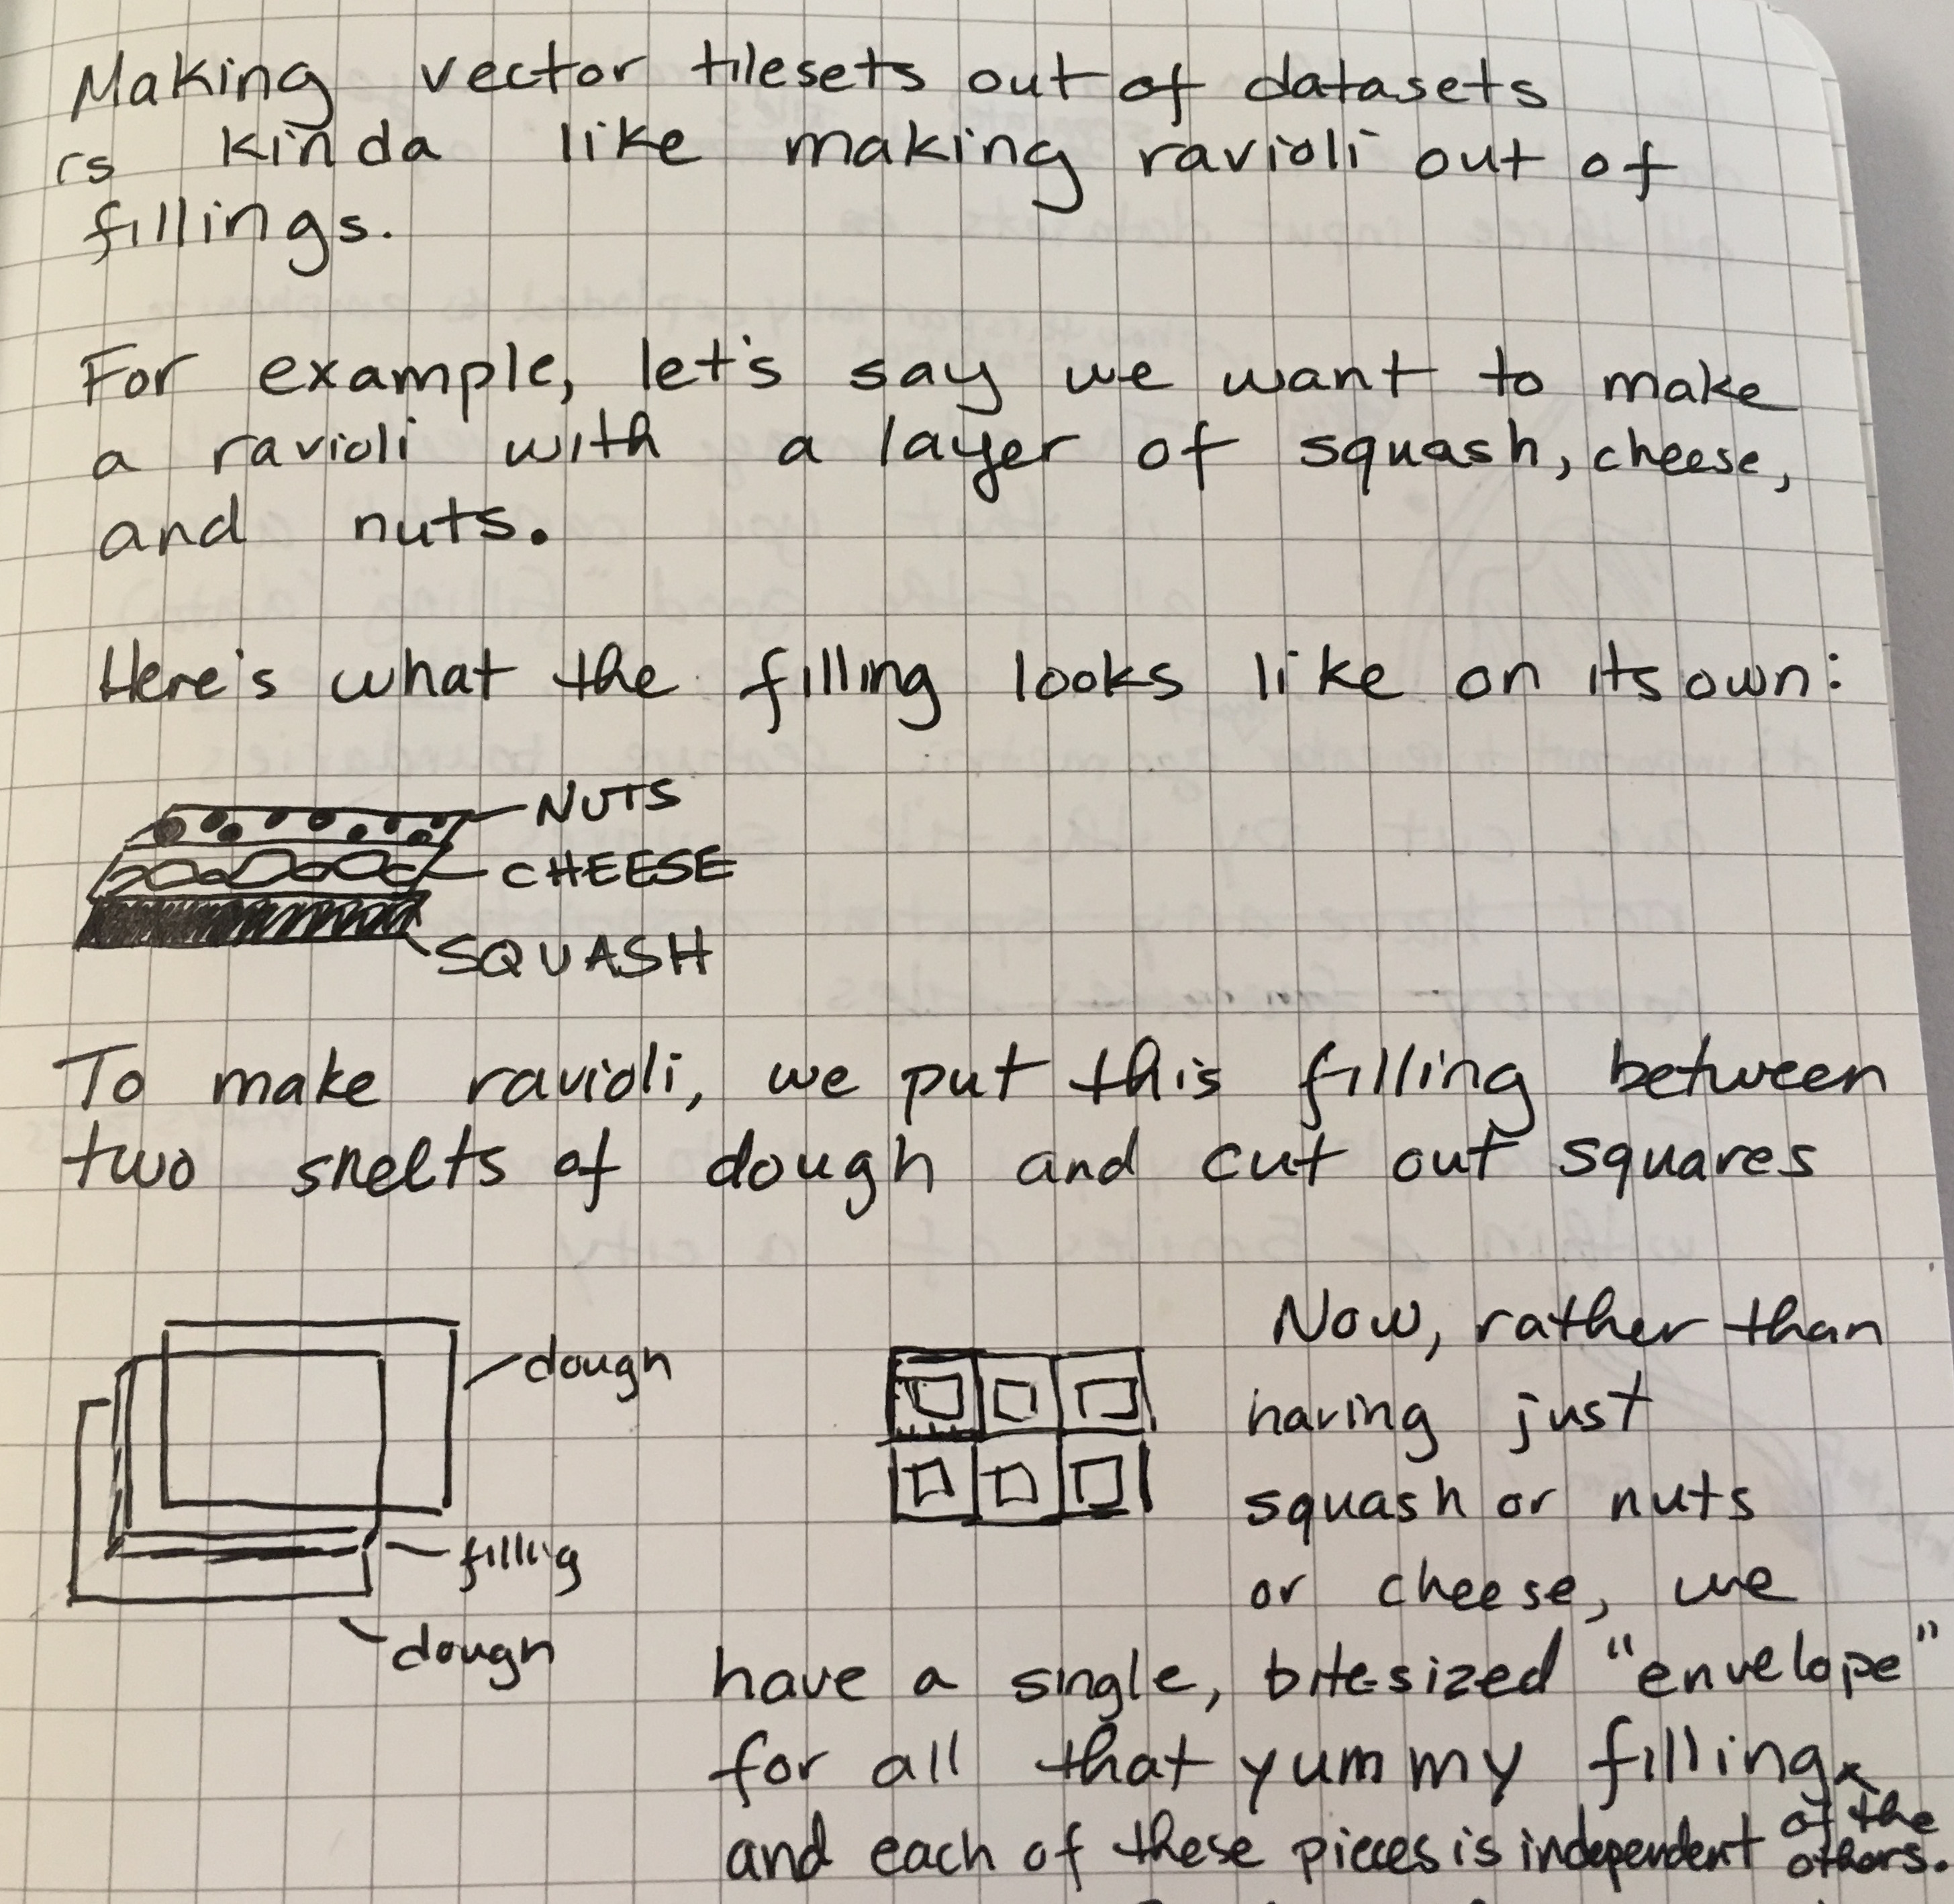 Making vector tilesets out of datasets
is kinda like making ravioli out of
fillings.
For example, let's say we want to make
a ravioli with a layer of squash, cheese,
and nuts.
Here's what the filling looks like on its own:
NUTS
CHEESE
SQUASH
To make ravioli, we put this filling between
two sheets of dough and cut out squares
dough
filling
dough
Now, rather than
having just
squash or nuts
or cheese, we
have a single, bitesized "envelope"
for all that yummy filling
and each of these pieces is independent of the
others.